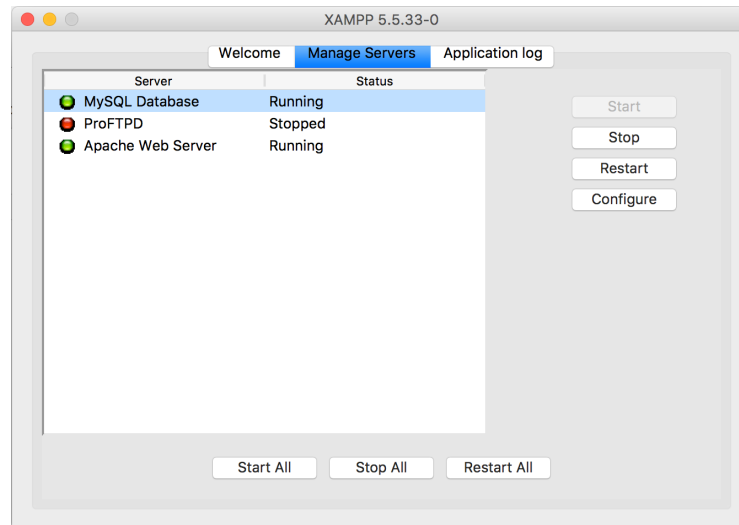 XAMPP 5.5.33-0
Welcome Manage Servers Application log
Server Status
MySQL Database Running
ProFTPD Stopped
Apache Web Server Running
Start
Stop
Restart
Configure
Start All Stop All Restart All